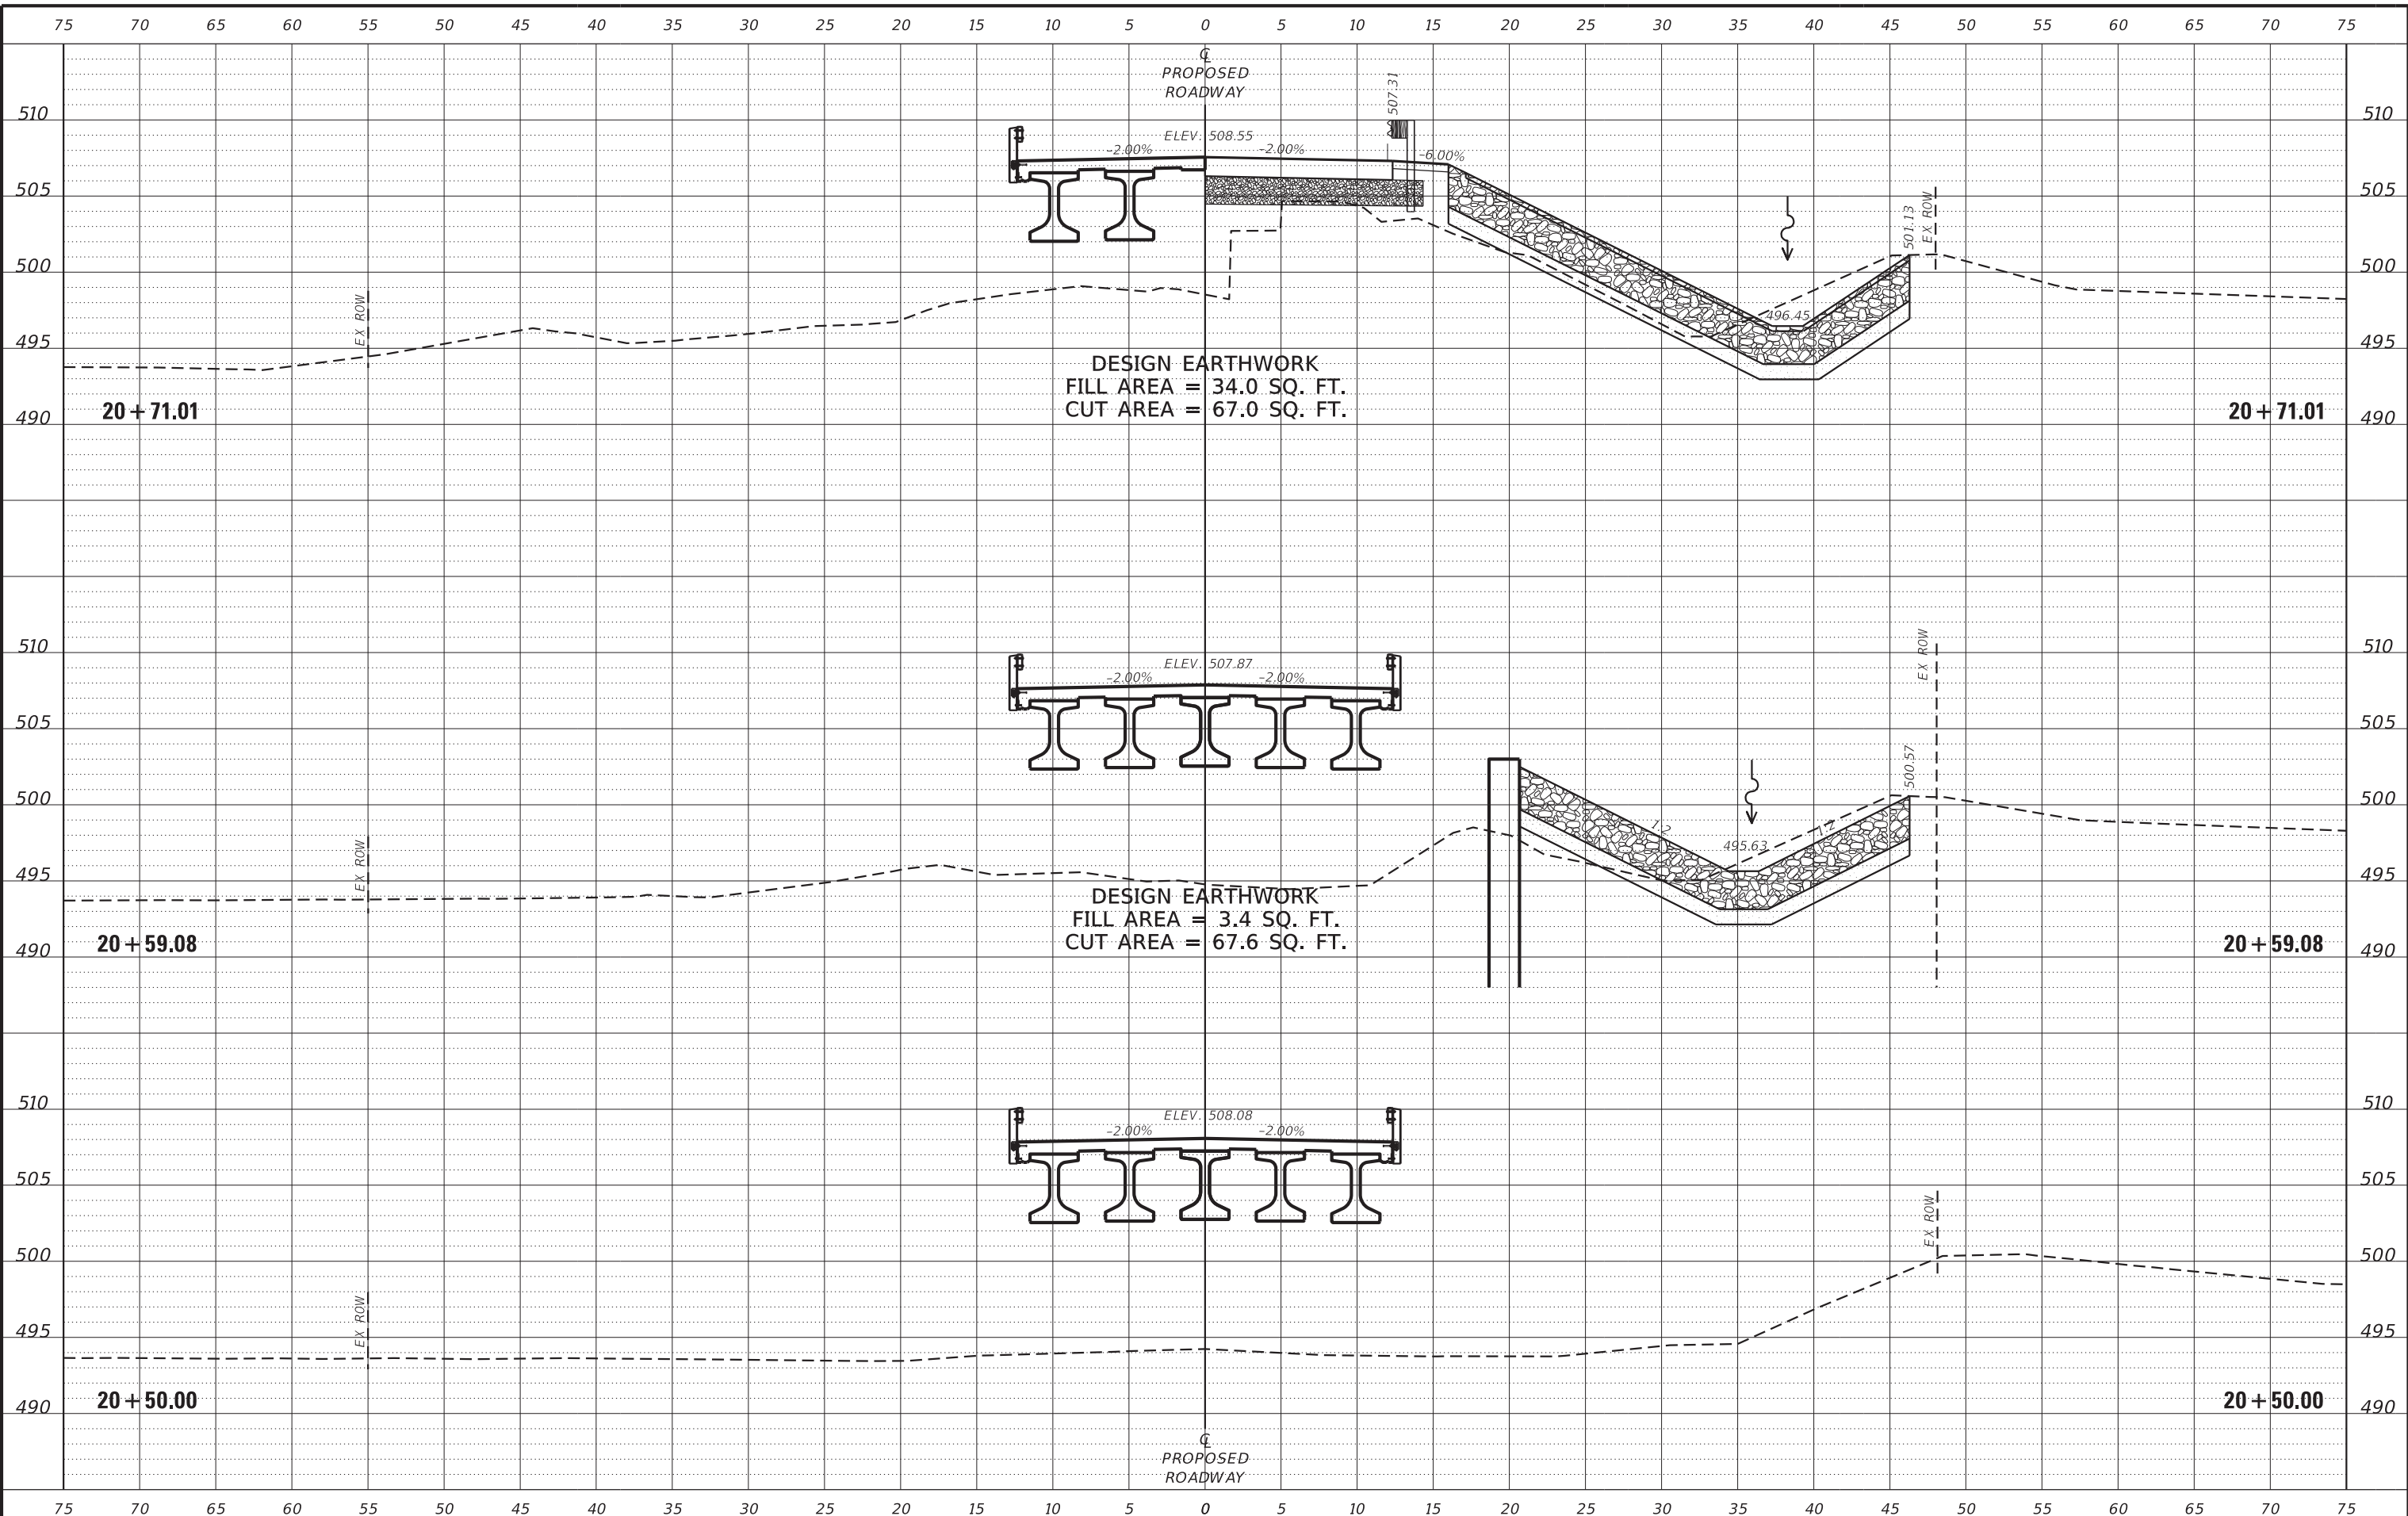 75 70 65 60 55 50 45 40 35 30 25 20 15 10 5 0 5 10 15 20 25 30 35 40 45 50 55 60 65 70 75
℄
PROPOSED
ROADWAY
507.31
510 510
ELEV. 508.55
-2.00% -2.00% -6.00%
505 505
EX ROW
501.13
500 500
EX ROW
496.45
495 495
DESIGN EARTHWORK
FILL AREA = 34.0 SQ. FT.
CUT AREA = 67.0 SQ. FT.
20+71.01 20+71.01
490 490
510 510
EX ROW
ELEV. 507.87
-2.00% -2.00%
505 505
500.57
500 500
1:2 1:2
495.63
EX ROW
495 495
DESIGN EARTHWORK
FILL AREA = 3.4 SQ. FT.
CUT AREA = 67.6 SQ. FT.
20+59.08 20+59.08
490 490
510 510
ELEV. 508.08
-2.00% -2.00%
505 505
EX ROW
500 500
EX ROW
495 495
20+50.00 20+50.00
490 490
℄
PROPOSED
ROADWAY
75 70 65 60 55 50 45 40 35 30 25 20 15 10 5 0 5 10 15 20 25 30 35 40 45 50 55 60 65 70 75